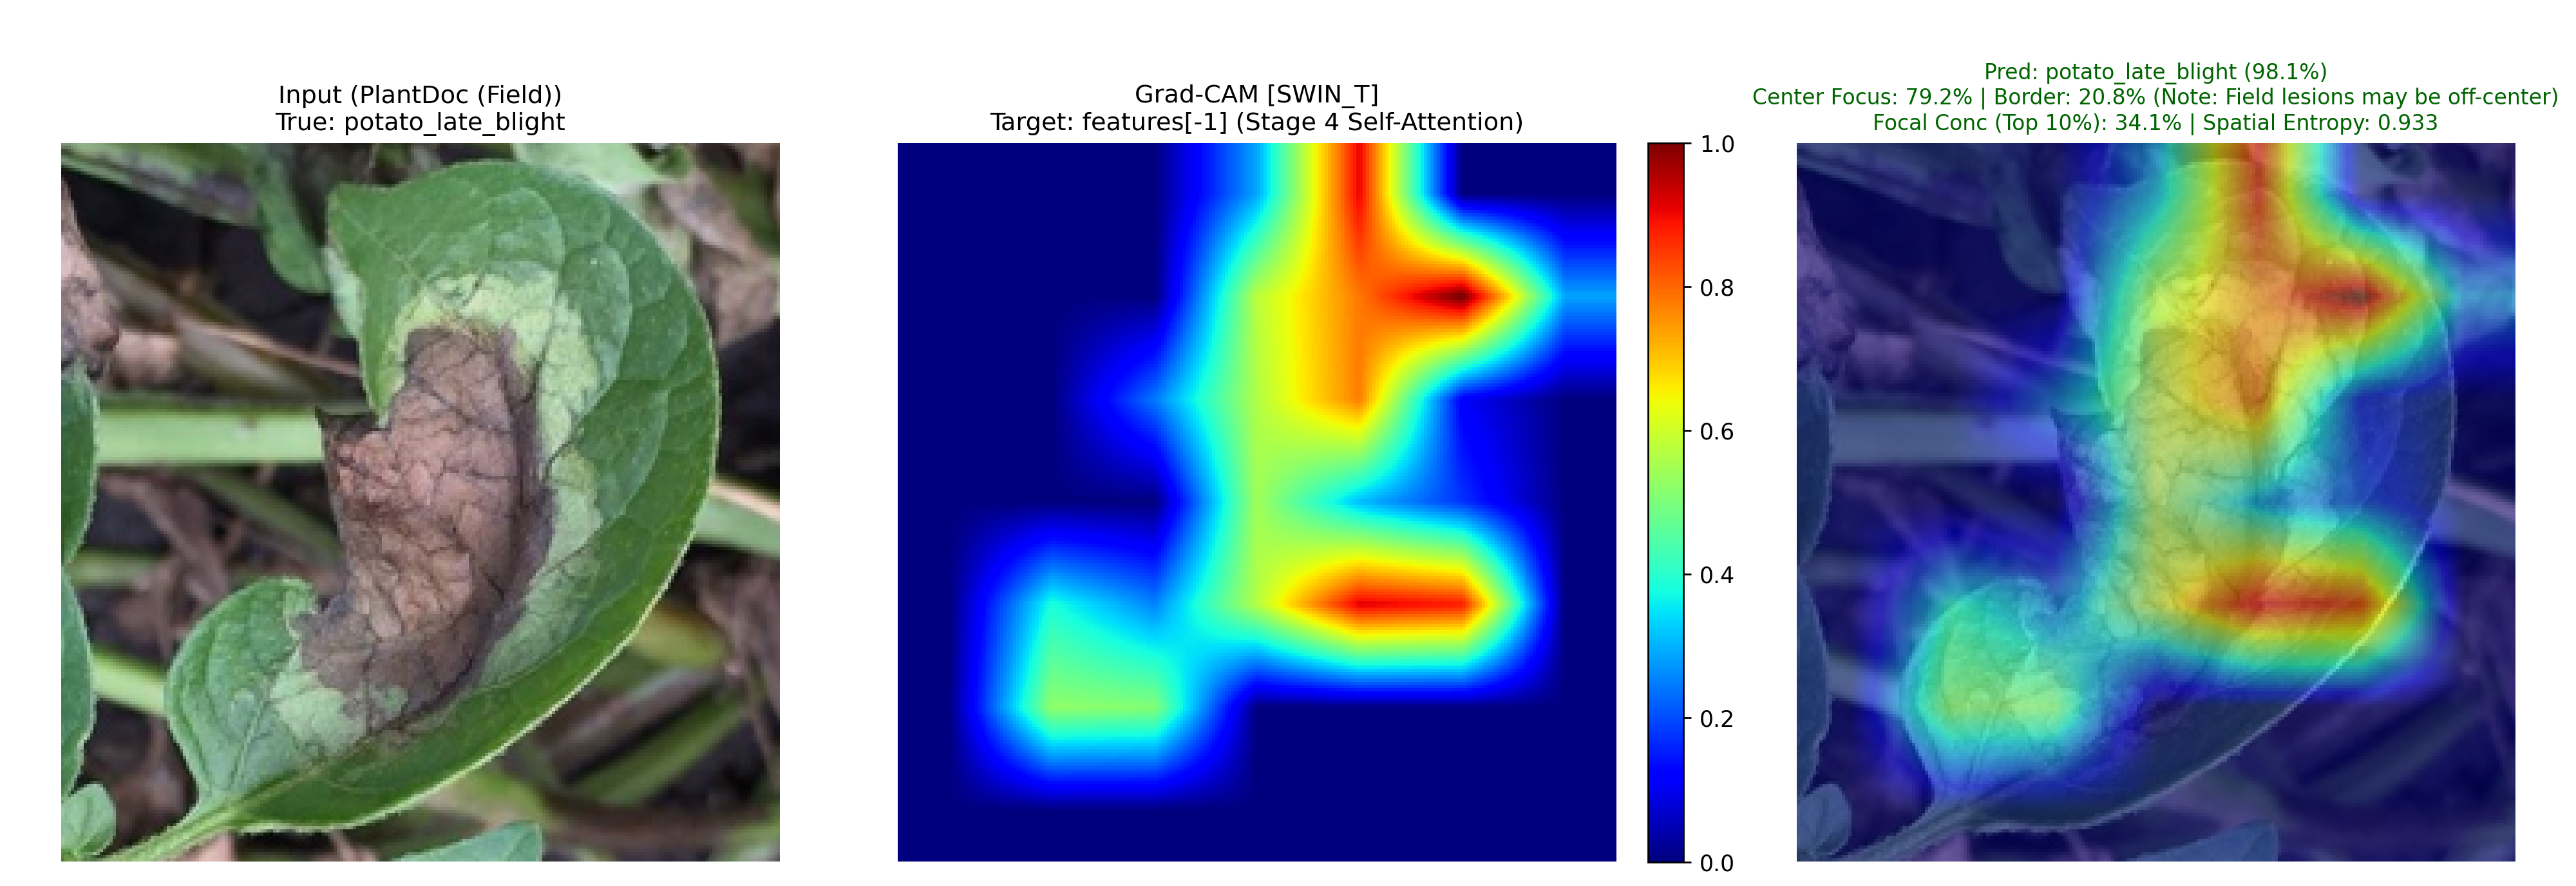 Input (PlantDoc (Field))
True: potato_late_blight
Grad-CAM [SWIN_T]
Target: features[-1] (Stage 4 Self-Attention)
1.0
0.8
0.6
0.4
0.2
0.0
Pred: potato_late_blight (98.1%)
Center Focus: 79.2% | Border: 20.8% (Note: Field lesions may be off-center)
Focal Conc (Top 10%): 34.1% | Spatial Entropy: 0.933